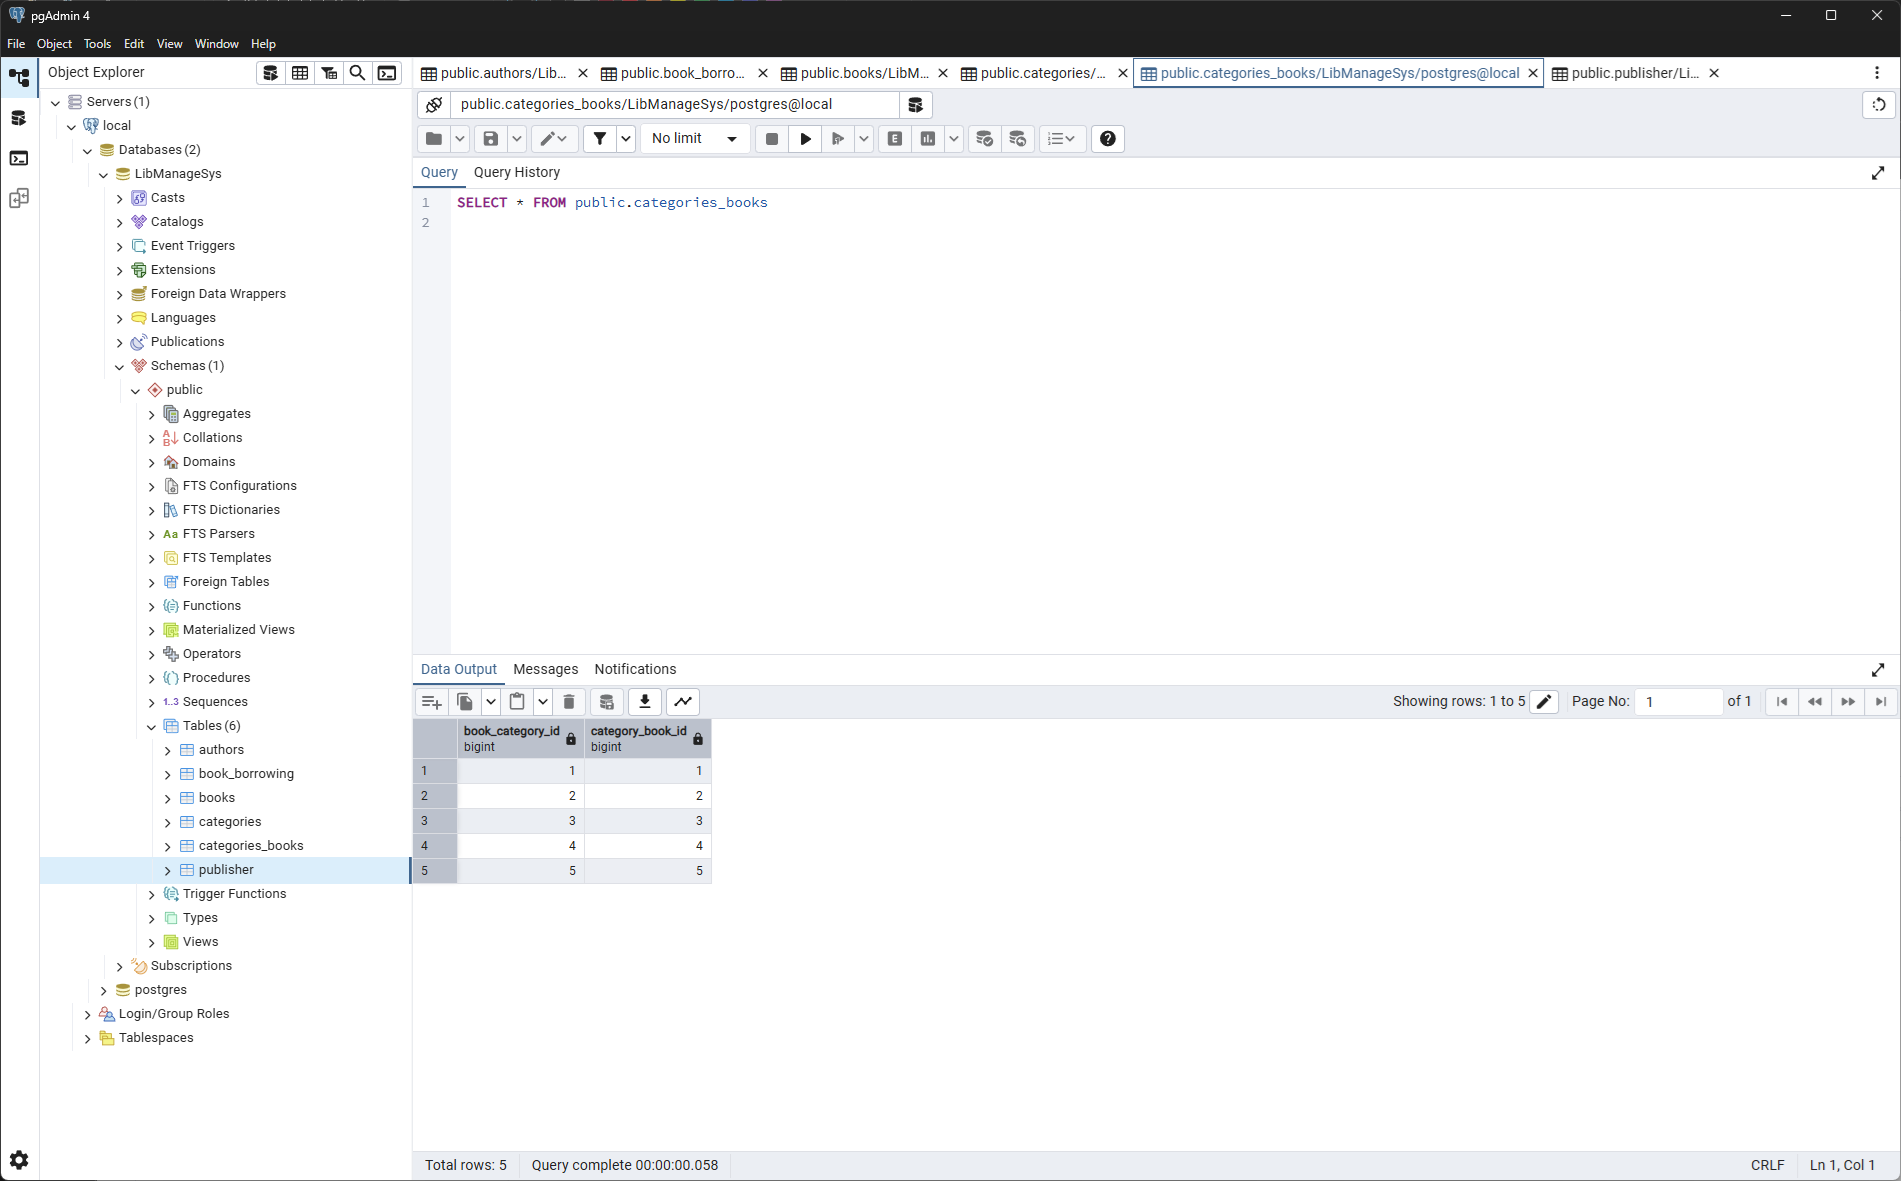 pgAdmin 4
File Object Tools Edit View Window Help
Object Explorer
Servers (1)
local
Databases (2)
LibManageSys
Casts
Catalogs
Event Triggers
Extensions
Foreign Data Wrappers
Languages
Publications
Schemas (1)
public
Aggregates
Collations
Domains
FTS Configurations
FTS Dictionaries
Aa FTS Parsers
FTS Templates
Foreign Tables
Functions
Materialized Views
Operators
Procedures
1..3 Sequences
Tables (6)
authors
book_borrowing
books
categories
categories_books
publisher
Trigger Functions
Types
Views
Subscriptions
postgres
Login/Group Roles
Tablespaces
public.authors/Lib... public.book_borro... public.books/LibM... public.categories/... public.categories_books/LibManageSys/postgres@local public.publisher/Li...
public.categories_books/LibManageSys/postgres@local
No limit E
Query Query History
1 SELECT * FROM public.categories_books
2
Data Output Messages Notifications
Showing rows: 1 to 5 Page No: 1 of 1
book_category_id category_book_id
bigint bigint
1 1 1
2 2 2
3 3 3
4 4 4
5 5 5
Total rows: 5 Query complete 00:00:00.058 CRLF Ln 1, Col 1